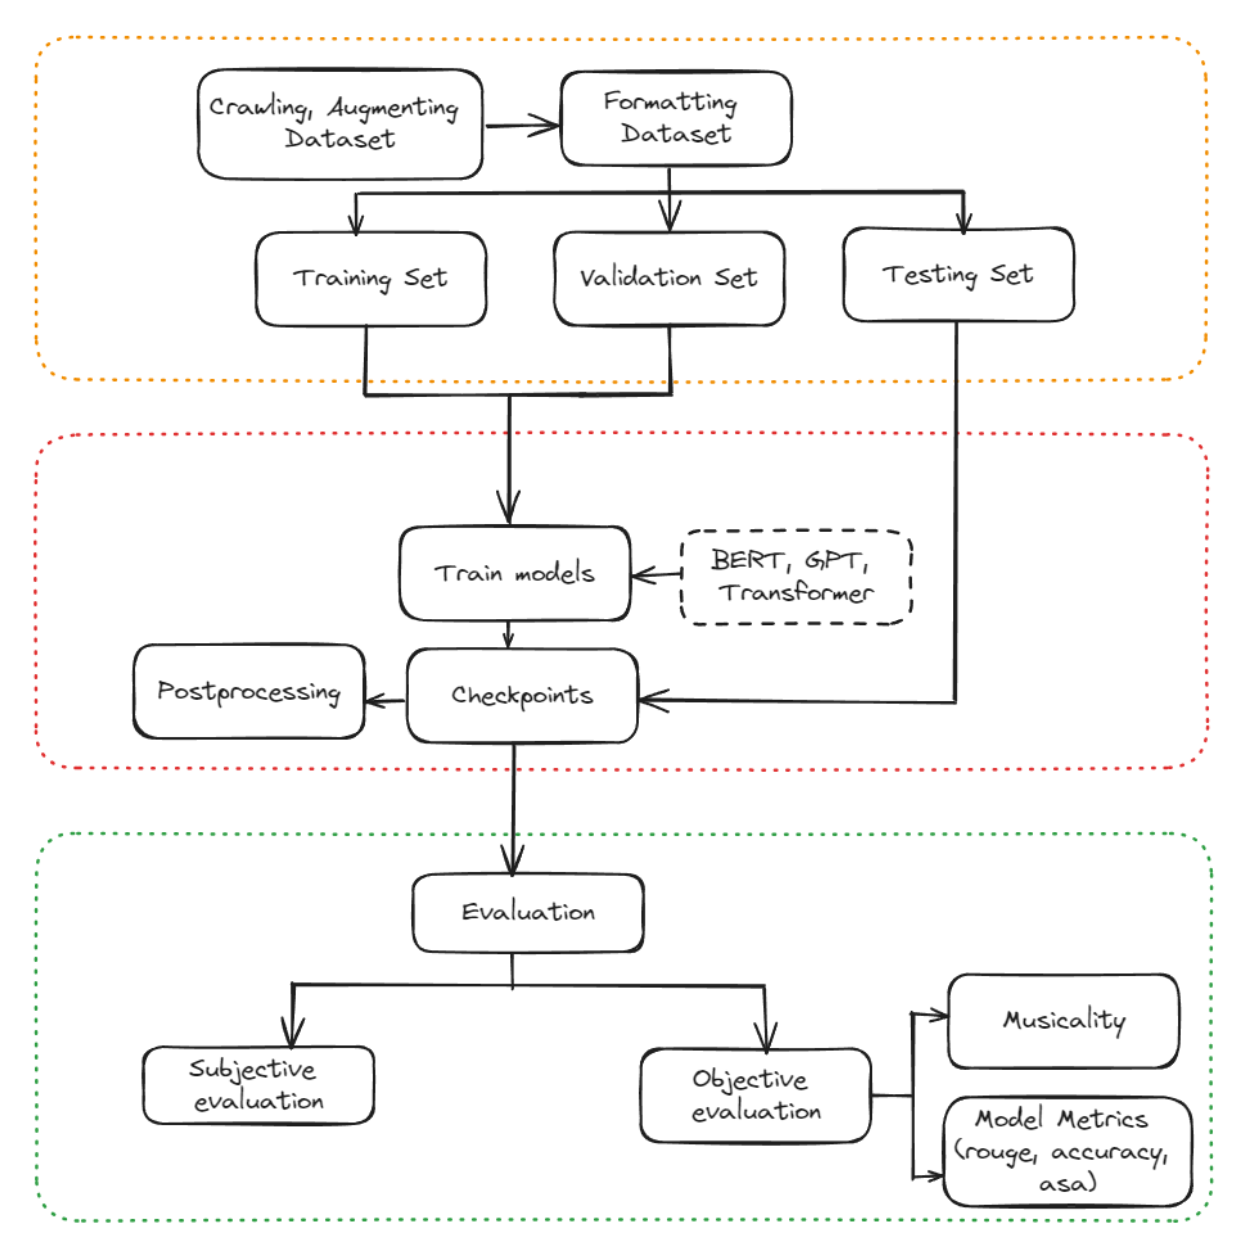 Crawling, Augmenting
Dataset
Formatting
Dataset
Training Set
Validation Set
Testing Set
Train models
BERT, GPT,
Transformer
Postprocessing
Checkpoints
Evaluation
Subjective
evaluation
Objective
evaluation
Musicality
Model Metrics
(rouge, accuracy,
asa)